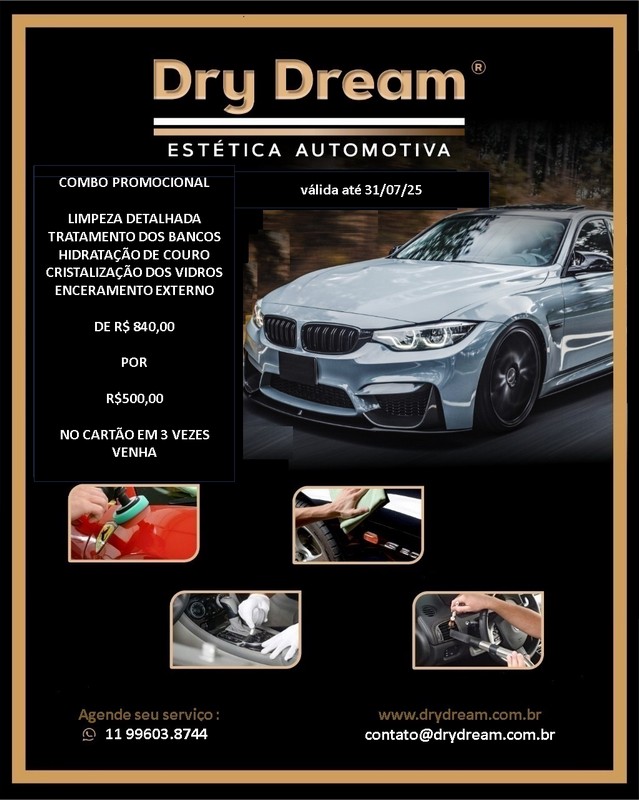 Dry Dream®
ESTÉTICA AUTOMOTIVA
COMBO PROMOCIONAL
válida até 31/07/25
LIMPEZA DETALHADA
TRATAMENTO DOS BANCOS
HIDRATAÇÃO DE COURO
CRISTALIZAÇÃO DOS VIDROS
ENCERAMENTO EXTERNO
DE R$ 840,00
POR
R$500,00
NO CARTÃO EM 3 VEZES
VENHA
Agende seu serviço :
11 99603.8744
www.drydream.com.br
contato@drydream.com.br